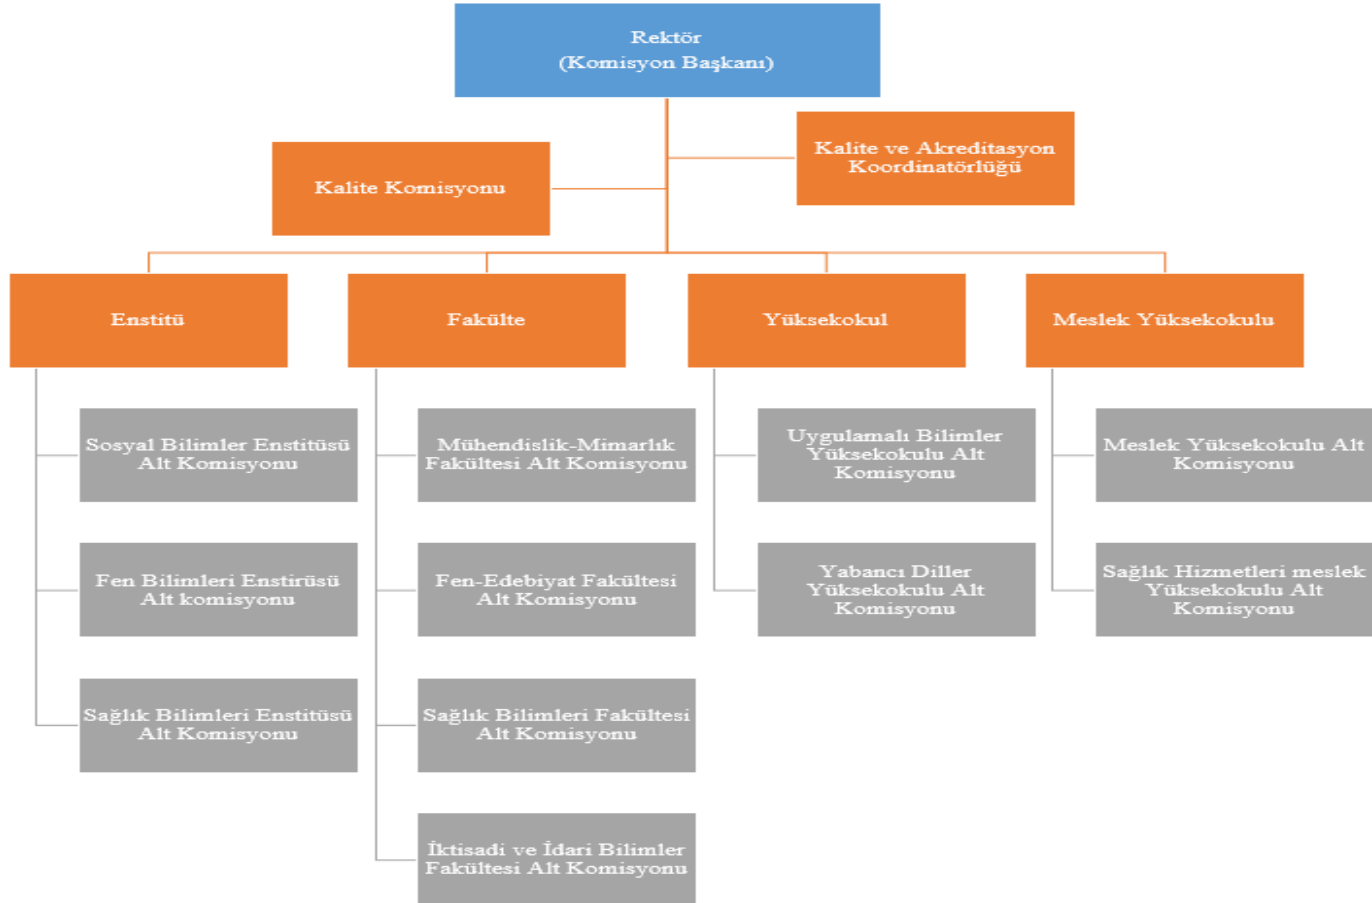 Rektör
(Komisyon Başkanı)
Kalite ve Akreditasyon
Koordinatörlüğü
Kalite Komisyonu
Enstitü
Fakülte
Yüksekokul
Meslek Yüksekokulu
Sosyal Bilimler Enstitüsü
Alt Komisyonu
Mühendislik-Mimarlık
Fakültesi Alt Komisyonu
Uygulamalı Bilimler
Yüksekokulu Alt
Komisyonu
Meslek Yüksekokulu Alt
Komisyonu
Fen Bilimleri Enstirüsü
Alt komisyonu
Fen-Edebiyat Fakültesi
Alt Komisyonu
Yabancı Diller
Yüksekokulu Alt
Komisyonu
Sağlık Hizmetleri meslek
Yüksekokulu Alt
Komisyonu
Sağlık Bilimleri Enstitüsü
Alt Komisyonu
Sağlık Bilimleri Fakültesi
Alt Komisyonu
İktisadi ve İdari Bilimler
Fakültesi Alt Komisyonu